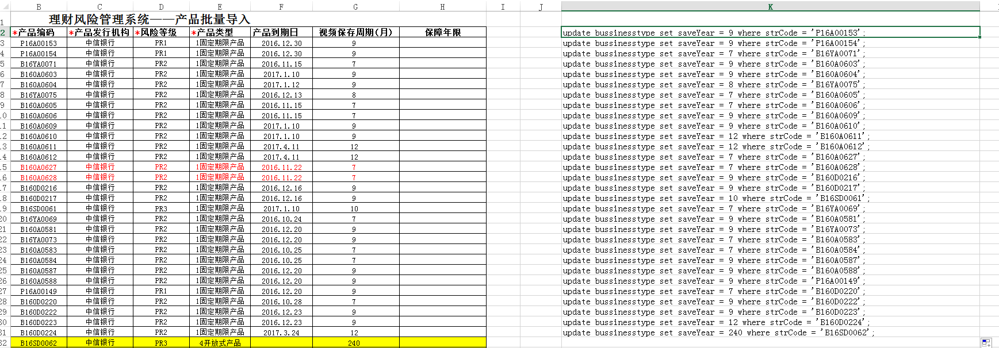 B C D E F G H I J K
1 理财风险管理系统——产品批量导入
2 *产品编码 *产品发行机构 *风险等级 *产品类型 产品到期日 视频保存周期(月) 保障年限 update bussinesstype set saveYear = 9 where strCode = 'P16A00153';
3 P16A00153 中信银行 PR1 1固定期限产品 2016.12.30 9 update bussinesstype set saveYear = 9 where strCode = 'P16A00154';
4 P16A00154 中信银行 PR1 1固定期限产品 2016.12.30 9 update bussinesstype set saveYear = 7 where strCode = 'B16YA0071';
5 B16YA0071 中信银行 PR2 1固定期限产品 2016.11.15 7 update bussinesstype set saveYear = 9 where strCode = 'B160A0603';
6 B160A0603 中信银行 PR2 1固定期限产品 2017.1.10 9 update bussinesstype set saveYear = 9 where strCode = 'B160A0604';
7 B160A0604 中信银行 PR2 1固定期限产品 2017.1.12 9 update bussinesstype set saveYear = 8 where strCode = 'B16YA0075';
8 B16YA0075 中信银行 PR2 1固定期限产品 2016.12.13 8 update bussinesstype set saveYear = 7 where strCode = 'B160A0605';
9 B160A0605 中信银行 PR2 1固定期限产品 2016.11.15 7 update bussinesstype set saveYear = 7 where strCode = 'B160A0606';
10 B160A0606 中信银行 PR2 1固定期限产品 2016.11.15 7 update bussinesstype set saveYear = 9 where strCode = 'B160A0609';
11 B160A0609 中信银行 PR2 1固定期限产品 2017.1.10 9 update bussinesstype set saveYear = 9 where strCode = 'B160A0610';
12 B160A0610 中信银行 PR2 1固定期限产品 2017.1.10 9 update bussinesstype set saveYear = 12 where strCode = 'B160A0611';
13 B160A0611 中信银行 PR2 1固定期限产品 2017.4.11 12 update bussinesstype set saveYear = 12 where strCode = 'B160A0612';
14 B160A0612 中信银行 PR2 1固定期限产品 2017.4.11 12 update bussinesstype set saveYear = 7 where strCode = 'B160A0627';
15 B160A0627 中信银行 PR2 1固定期限产品 2016.11.22 7 update bussinesstype set saveYear = 7 where strCode = 'B160A0628';
16 B160A0628 中信银行 PR2 1固定期限产品 2016.11.22 7 update bussinesstype set saveYear = 9 where strCode = 'B160D0216';
17 B160D0216 中信银行 PR2 1固定期限产品 2016.12.16 9 update bussinesstype set saveYear = 9 where strCode = 'B160D0217';
18 B160D0217 中信银行 PR2 1固定期限产品 2016.12.16 9 update bussinesstype set saveYear = 10 where strCode = 'B16SD0061';
19 B16SD0061 中信银行 PR3 1固定期限产品 2017.1.10 10 update bussinesstype set saveYear = 7 where strCode = 'B16YA0069';
20 B16YA0069 中信银行 PR2 1固定期限产品 2016.10.24 7 update bussinesstype set saveYear = 9 where strCode = 'B160A0581';
21 B160A0581 中信银行 PR2 1固定期限产品 2016.12.20 9 update bussinesstype set saveYear = 9 where strCode = 'B16YA0073';
22 B16YA0073 中信银行 PR2 1固定期限产品 2016.12.20 9 update bussinesstype set saveYear = 7 where strCode = 'B160A0583';
23 B160A0583 中信银行 PR2 1固定期限产品 2016.10.25 7 update bussinesstype set saveYear = 7 where strCode = 'B160A0584';
24 B160A0584 中信银行 PR2 1固定期限产品 2016.10.25 7 update bussinesstype set saveYear = 9 where strCode = 'B160A0587';
25 B160A0587 中信银行 PR2 1固定期限产品 2016.12.20 9 update bussinesstype set saveYear = 9 where strCode = 'B160A0588';
26 B160A0588 中信银行 PR2 1固定期限产品 2016.12.20 9 update bussinesstype set saveYear = 9 where strCode = 'P16A00149';
27 P16A00149 中信银行 PR1 1固定期限产品 2016.12.20 9 update bussinesstype set saveYear = 7 where strCode = 'B160D0220';
28 B160D0220 中信银行 PR2 1固定期限产品 2016.10.28 7 update bussinesstype set saveYear = 9 where strCode = 'B160D0222';
29 B160D0222 中信银行 PR2 1固定期限产品 2016.12.23 9 update bussinesstype set saveYear = 9 where strCode = 'B160D0223';
30 B160D0223 中信银行 PR2 1固定期限产品 2016.12.23 9 update bussinesstype set saveYear = 12 where strCode = 'B160D0224';
31 B160D0224 中信银行 PR2 1固定期限产品 2017.3.24 12 update bussinesstype set saveYear = 240 where strCode = 'B16SD0062';
32 B16SD0062 中信银行 PR3 4开放式产品 240